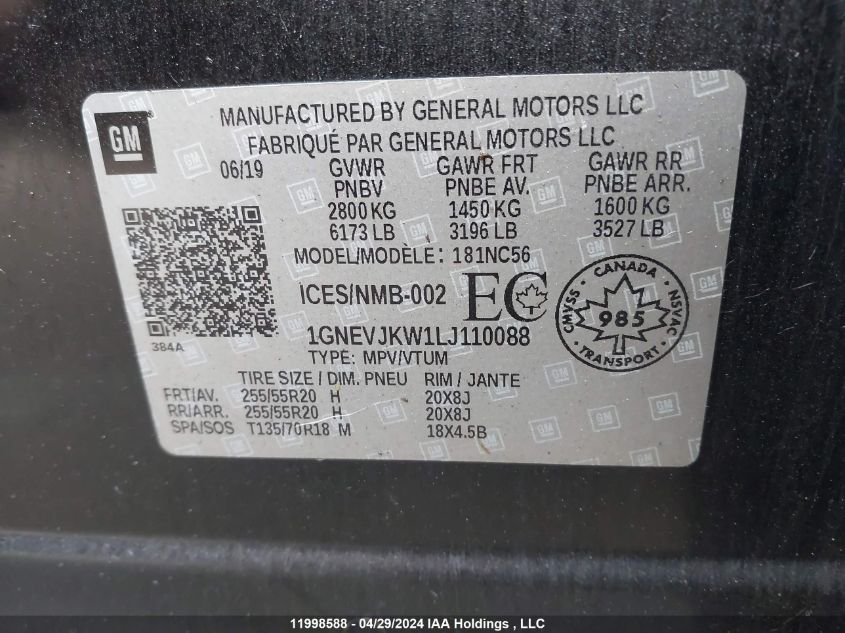 GM
MANUFACTURED BY GENERAL MOTORS LLC
FABRIQUÉ PAR GENERAL MOTORS LLC
06/19 GVWR GAWR FRT GAWR RR
PNBV PNBE AV. PNBE ARR.
2800 KG 1450 KG 1600 KG
6173 LB 3196 LB 3527 LB
MODEL/MODÈLE: 181NC56
ICES/NMB-002 EC
CANADA
CMVSS 985 NSVAC
TRANSPORT
384A
1GNEVJKW1LJ110088
TYPE: MPV/VTUM
TIRE SIZE / DIM. PNEU RIM / JANTE
FRT/AV. 255/55R20 H 20X8J
RR/ARR. 255/55R20 H 20X8J
SPA/SOS T135/70R18 M 18X4.5B
11998588 - 04/29/2024 IAA Holdings , LLC